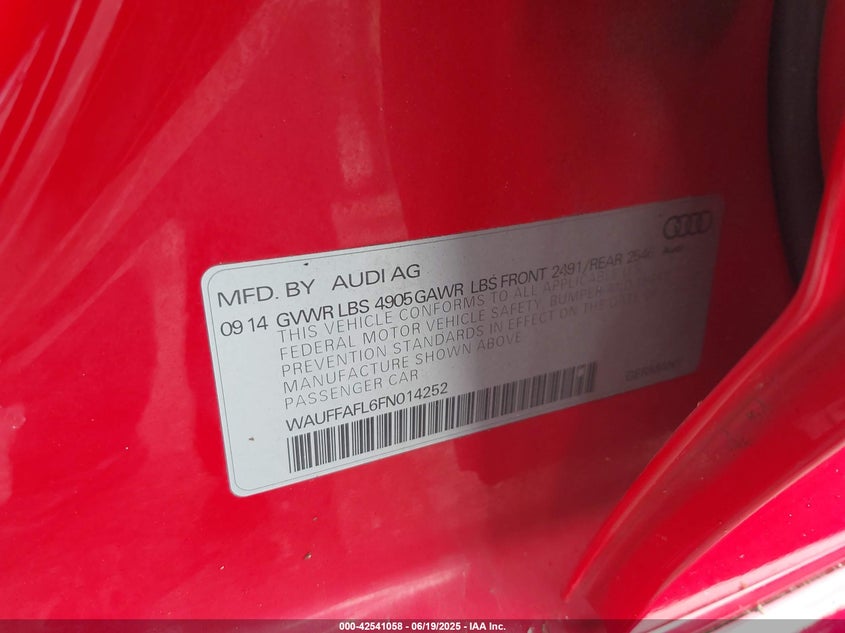 MFD. BY AUDI AG
09 14 GVWR LBS 4905 GAWR LBS FRONT 2491/REAR 2546
Audi
THIS VEHICLE CONFORMS TO ALL APPLICABLE
FEDERAL MOTOR VEHICLE SAFETY, BUMPER AND THEFT
PREVENTION STANDARDS IN EFFECT ON THE DATE OF
MANUFACTURE SHOWN ABOVE.
PASSENGER CAR
GERMANY
WAUFFAFL6FN014252
000-42541058 - 06/19/2025 - IAA Inc.